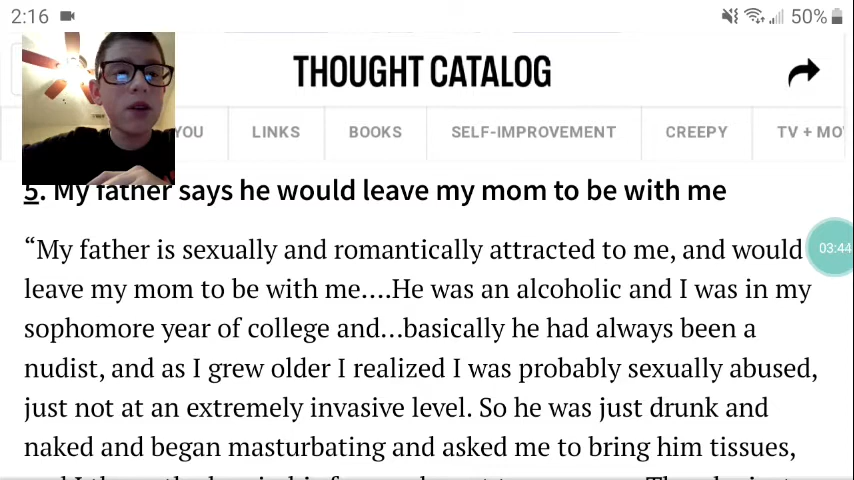 2:16 50%
THOUGHT CATALOG
YOU LINKS BOOKS SELF-IMPROVEMENT CREEPY TV + MO
5. My father says he would leave my mom to be with me
“My father is sexually and romantically attracted to me, and would
03:44
leave my mom to be with me....He was an alcoholic and I was in my
sophomore year of college and...basically he had always been a
nudist, and as I grew older I realized I was probably sexually abused,
just not at an extremely invasive level. So he was just drunk and
naked and began masturbating and asked me to bring him tissues,